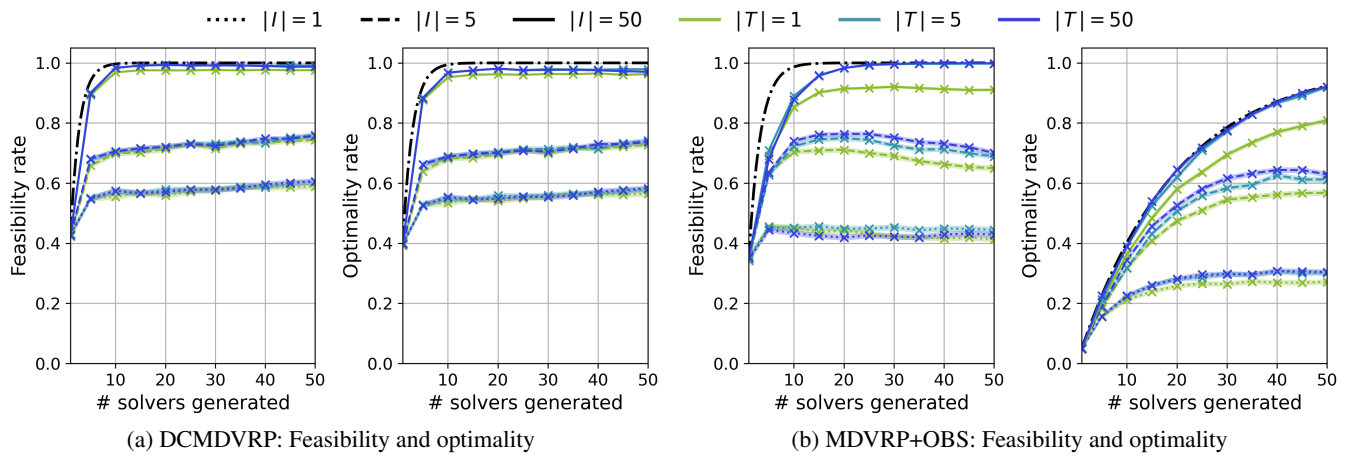 |I| = 1 |I| = 5 |I| = 50 |T| = 1 |T| = 5 |T| = 50
Feasibility rate
1.0
0.8
0.6
0.4
0.2
0.0
10 20 30 40 50
# solvers generated
Optimality rate
1.0
0.8
0.6
0.4
0.2
0.0
10 20 30 40 50
# solvers generated
(a) DCMDVRP: Feasibility and optimality
Feasibility rate
1.0
0.8
0.6
0.4
0.2
0.0
10 20 30 40 50
# solvers generated
Optimality rate
1.0
0.8
0.6
0.4
0.2
0.0
10 20 30 40 50
# solvers generated
(b) MDVRP+OBS: Feasibility and optimality